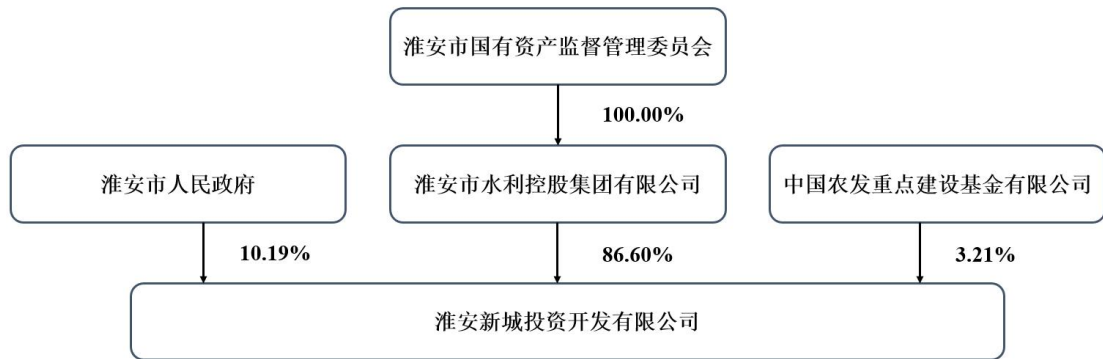 淮安市国有资产监督管理委员会
100.00%
淮安市人民政府
淮安市水利控股集团有限公司
中国农发重点建设基金有限公司
10.19%
86.60%
3.21%
淮安新城投资开发有限公司